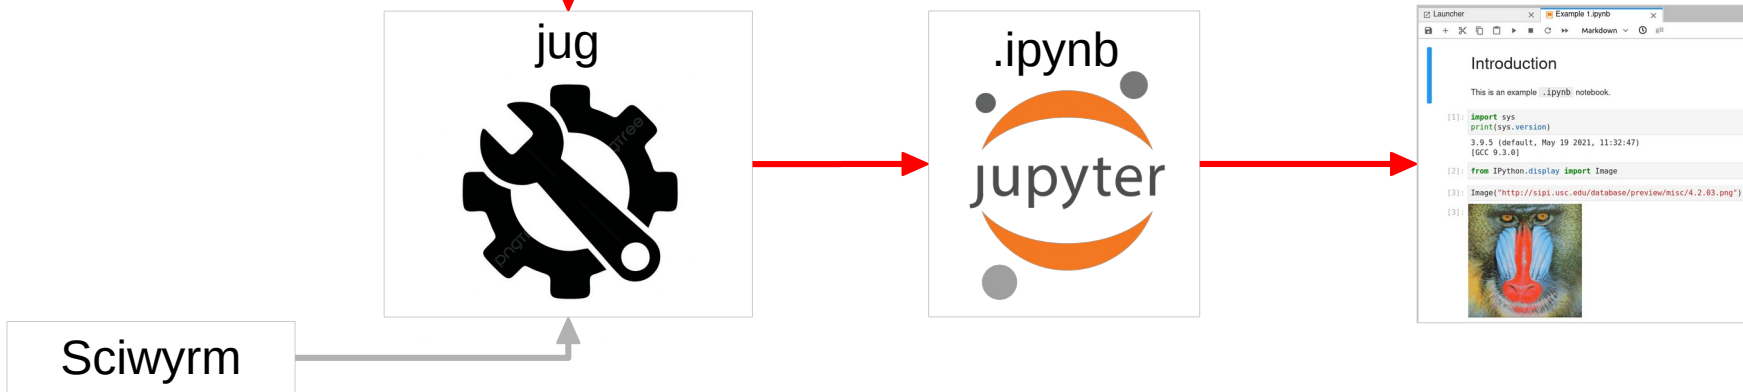 jug
.ipynb
jupyter
Sciwyrm
Launcher
Example 1.ipynb
Markdown
git
Introduction
This is an example .ipynb notebook.
[1]: import sys
print(sys.version)
3.9.5 (default, May 19 2021, 11:32:47)
[GCC 9.3.0]
[2]: from IPython.display import Image
[3]: Image("http://sipi.usc.edu/database/preview/misc/4.2.03.png")
[3]: